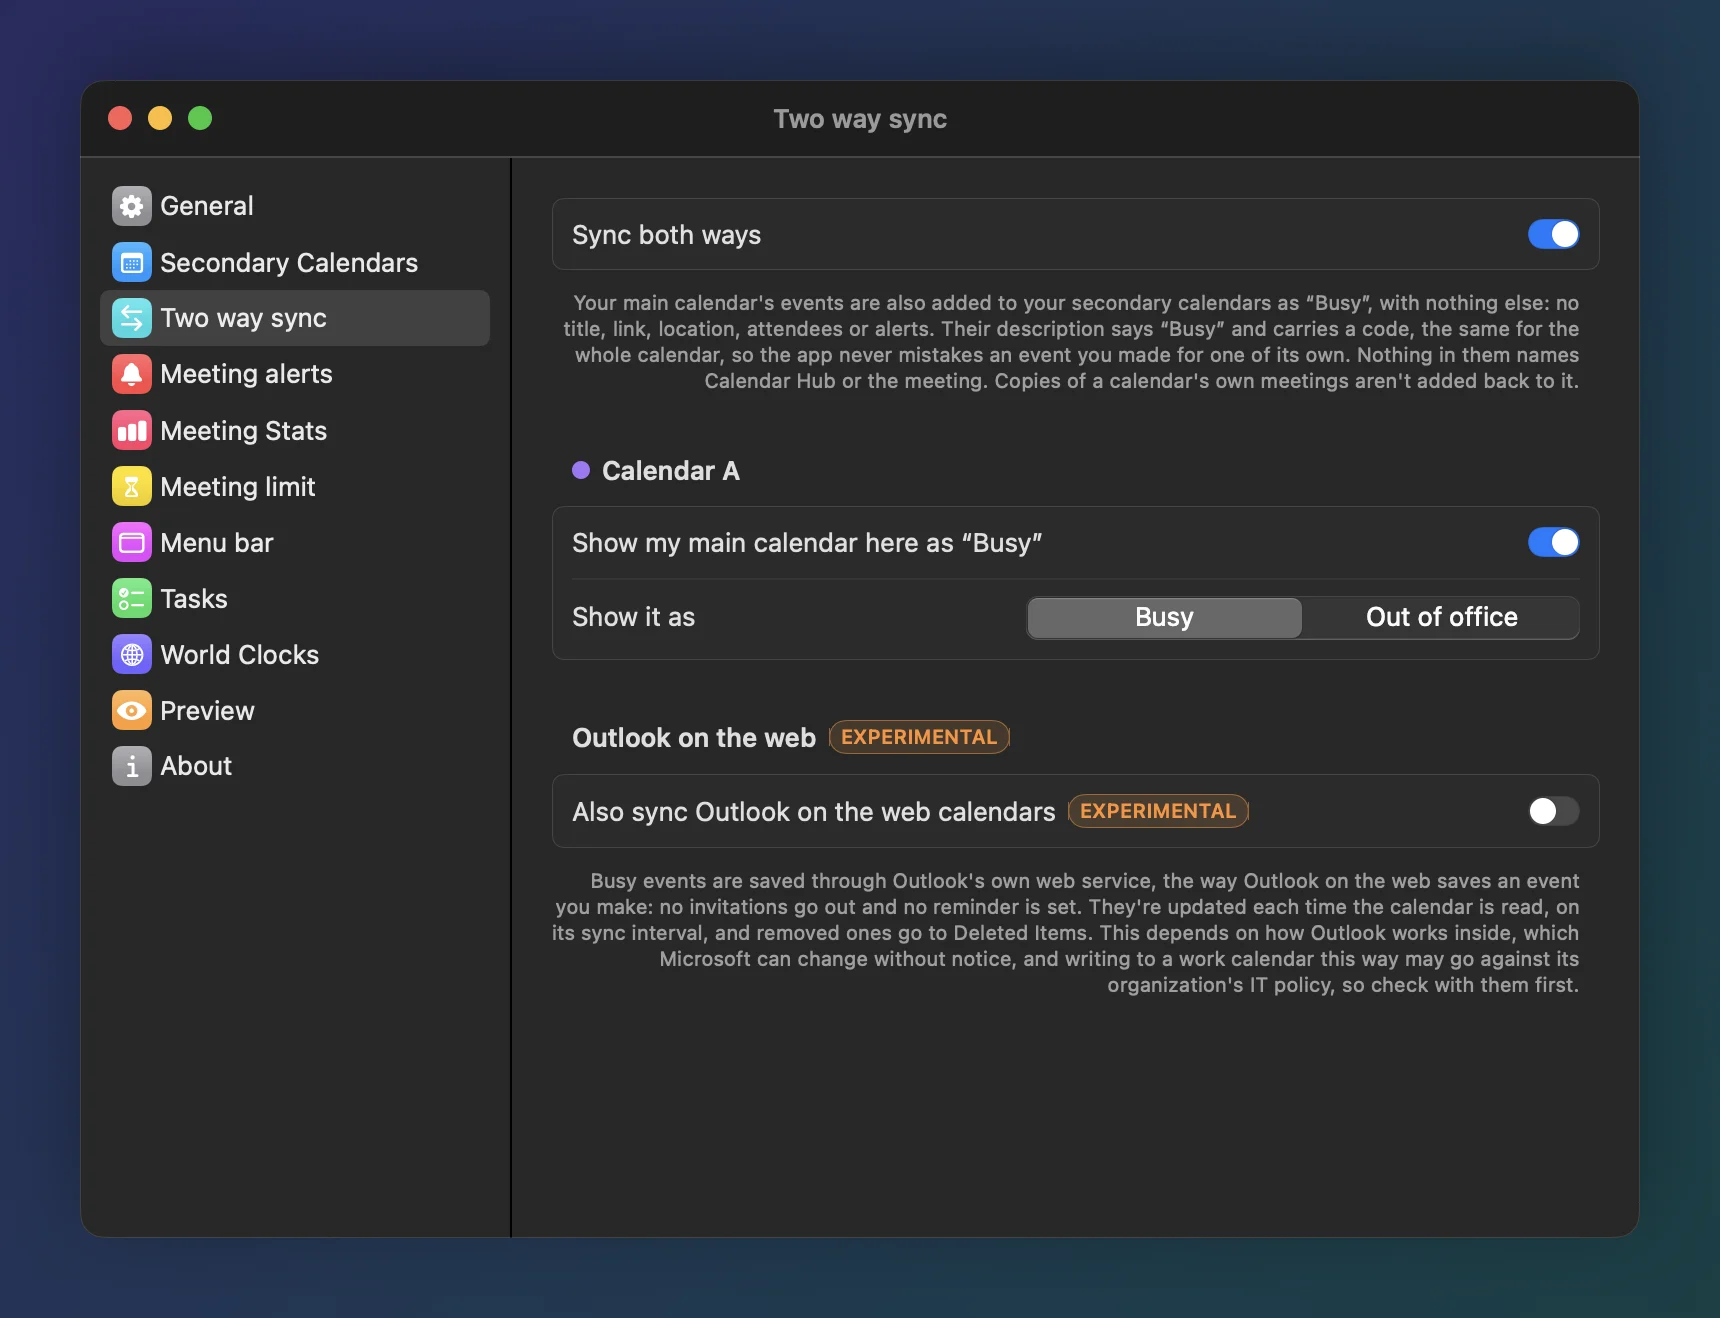 Two way sync
General
Secondary Calendars
Two way sync
Meeting alerts
Meeting Stats
Meeting limit
Menu bar
Tasks
World Clocks
Preview
About
Sync both ways
Your main calendar's events are also added to your secondary calendars as “Busy”, with nothing else: no
title, link, location, attendees or alerts. Their description says “Busy” and carries a code, the same for the
whole calendar, so the app never mistakes an event you made for one of its own. Nothing in them names
Calendar Hub or the meeting. Copies of a calendar's own meetings aren't added back to it.
Calendar A
Show my main calendar here as “Busy”
Show it as
Busy
Out of office
Outlook on the web EXPERIMENTAL
Also sync Outlook on the web calendars EXPERIMENTAL
Busy events are saved through Outlook's own web service, the way Outlook on the web saves an event
you make: no invitations go out and no reminder is set. They're updated each time the calendar is read, on
its sync interval, and removed ones go to Deleted Items. This depends on how Outlook works inside, which
Microsoft can change without notice, and writing to a work calendar this way may go against its
organization's IT policy, so check with them first.